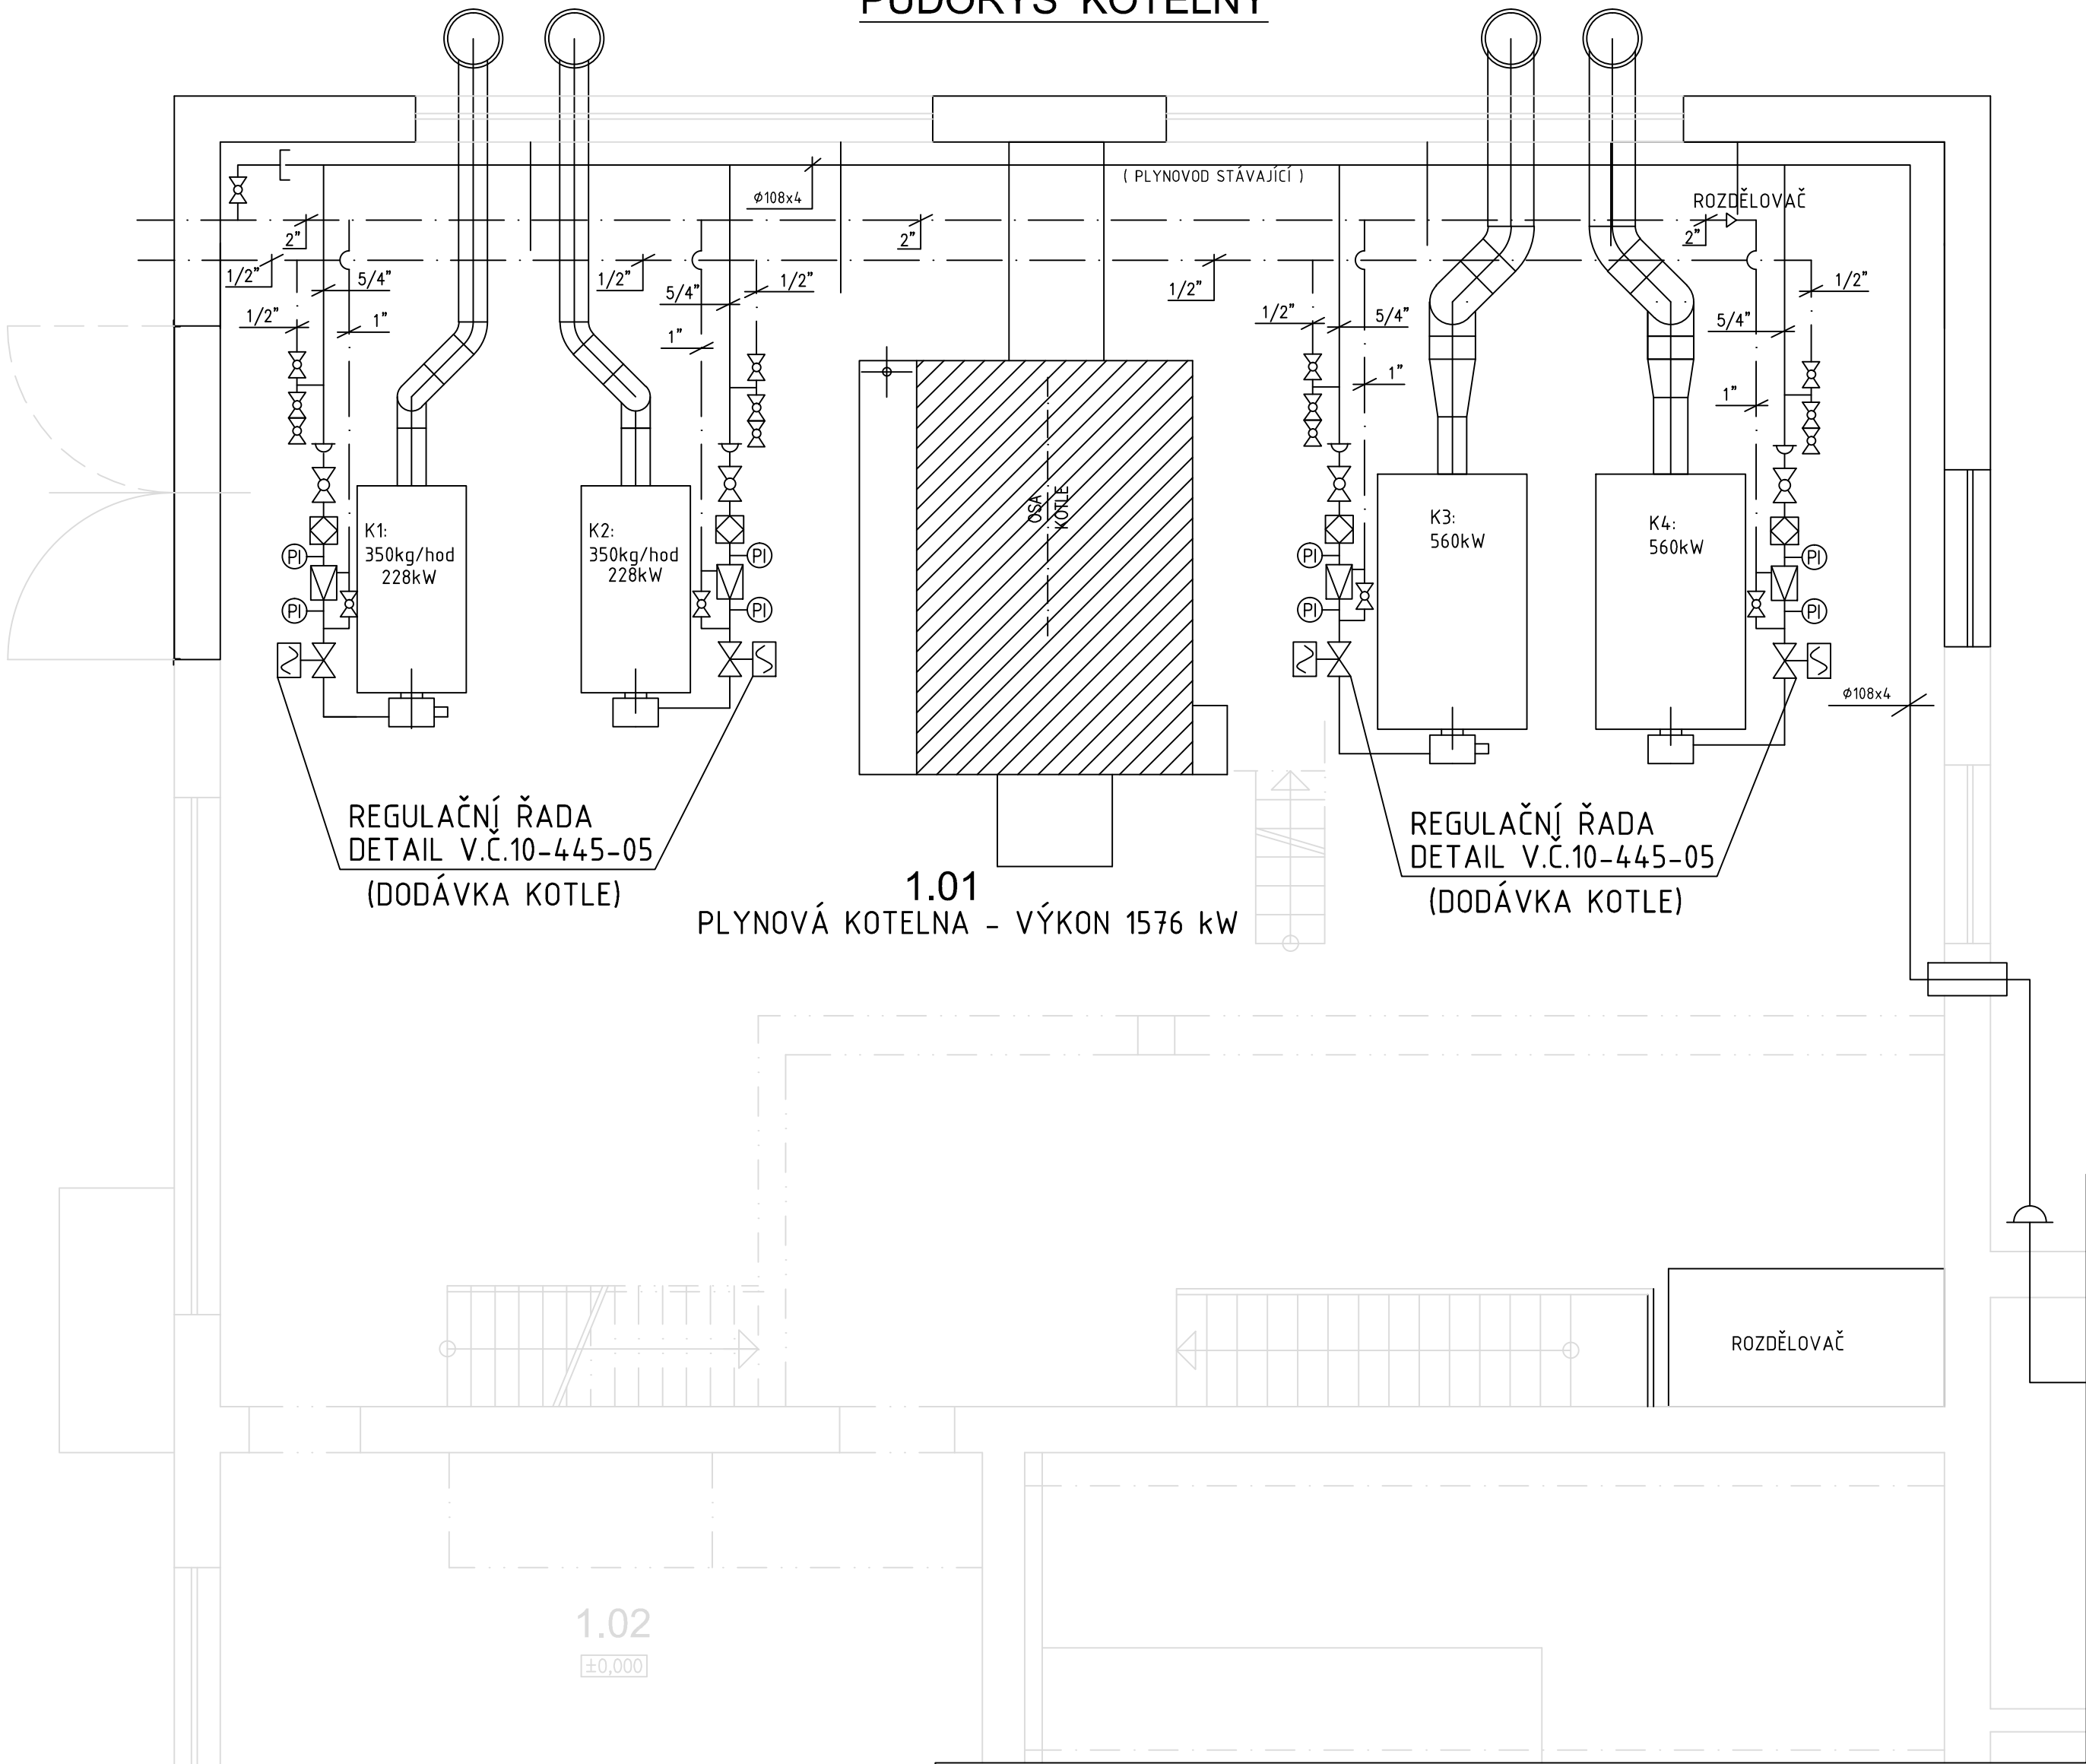 PŮDORYS KOTELNY
( PLYNOVOD STÁVAJÍCÍ )
ø108x4
ROZDĚLOVAČ
2"
2"
2"
1/2"
5/4"
1/2"
5/4"
1/2"
1/2"
1/2"
1/2"
1"
1"
1/2"
5/4"
1"
5/4"
1"
OSA
KOTLE
K1:
350kg/hod
228kW
K2:
350kg/hod
228kW
K3:
560kW
K4:
560kW
PI
PI
PI
PI
PI
PI
PI
PI
ø108x4
REGULAČNÍ ŘADA
DETAIL V.Č.10-445-05
(DODÁVKA KOTLE)
REGULAČNÍ ŘADA
DETAIL V.Č.10-445-05
(DODÁVKA KOTLE)
1.01
PLYNOVÁ KOTELNA - VÝKON 1576 kW
ROZDĚLOVAČ
1.02
±0,000